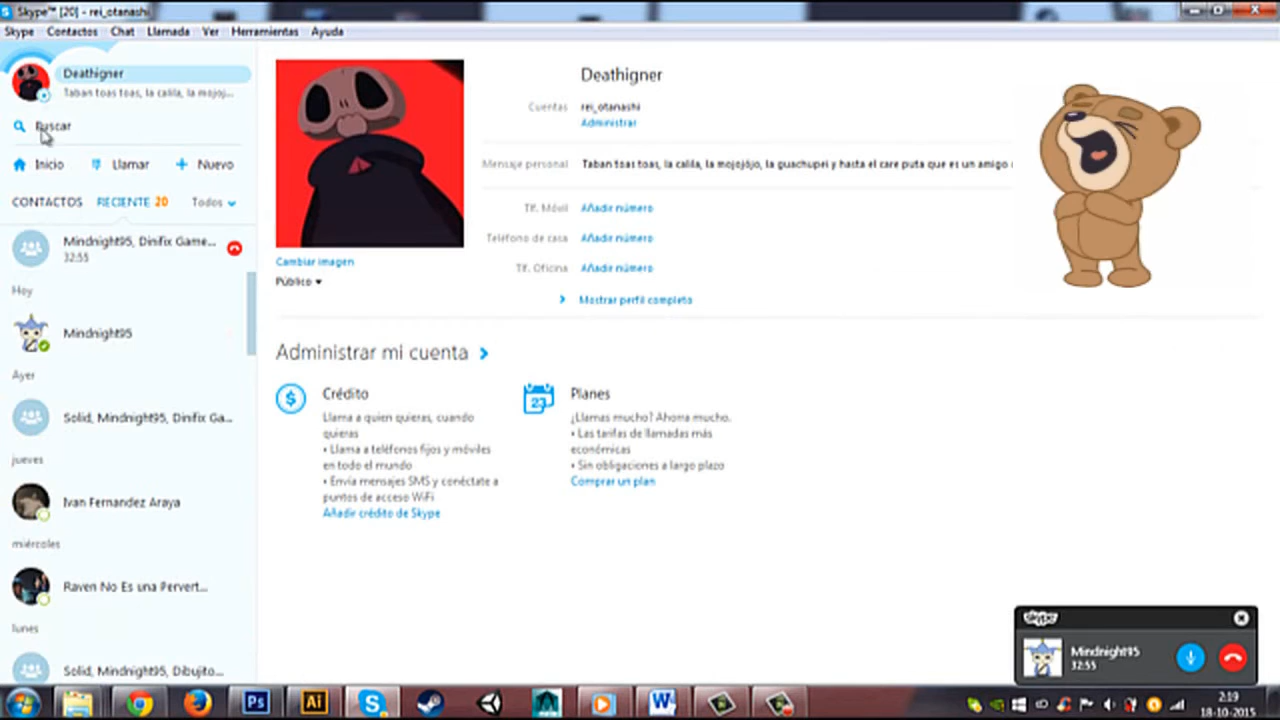 Skype™ [20] - rei_otanashi
Skype Contactos Chat Llamada Ver Herramientas Ayuda
Deathigner
Taban toas toas, la calila, la mojoj...
Buscar
Inicio Llamar Nuevo
CONTACTOS RECIENTE 20 Todos
Mindnight95, Dinifix Game...
32:55
Hoy
Mindnight95
Ayer
Solid, Mindnight95, Dinifix Ga...
jueves
Ivan Fernandez Araya
miércoles
Raven No Es una Pervert...
lunes
Solid, Mindnight95, Dibujito...
Cambiar imagen
Público
Deathigner
Cuentas rei_otanashi
Administrar
Mensaje personal Taban toas toas, la calila, la mojojójo, la guachupei y hasta el care puta que es un amigo
Tlf. Móvil Añadir número
Teléfono de casa Añadir número
Tlf. Oficina Añadir número
Mostrar perfil completo
Administrar mi cuenta
Crédito
Llama a quien quieras, cuando
quieras
• Llama a teléfonos fijos y móviles
en todo el mundo
• Envía mensajes SMS y conéctate a
puntos de acceso WiFi
Añadir crédito de Skype
23
Planes
¿Llamas mucho? Ahorra mucho.
• Las tarifas de llamadas más
económicas
• Sin obligaciones a largo plazo
Comprar un plan
skype
Mindnight95
32:55
Ps Ai S W
2:19
18-10-2015